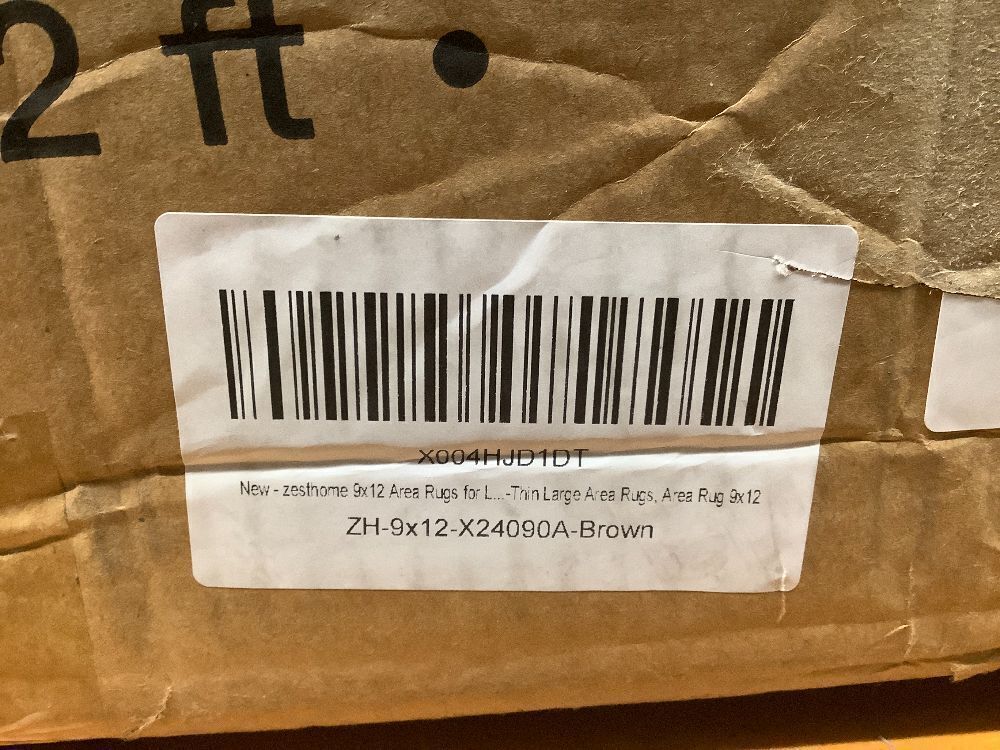 2 ft •
X004HJD1DT
New - zesthome 9x12 Area Rugs for L...-Thin Large Area Rugs, Area Rug 9x12
ZH-9x12-X24090A-Brown